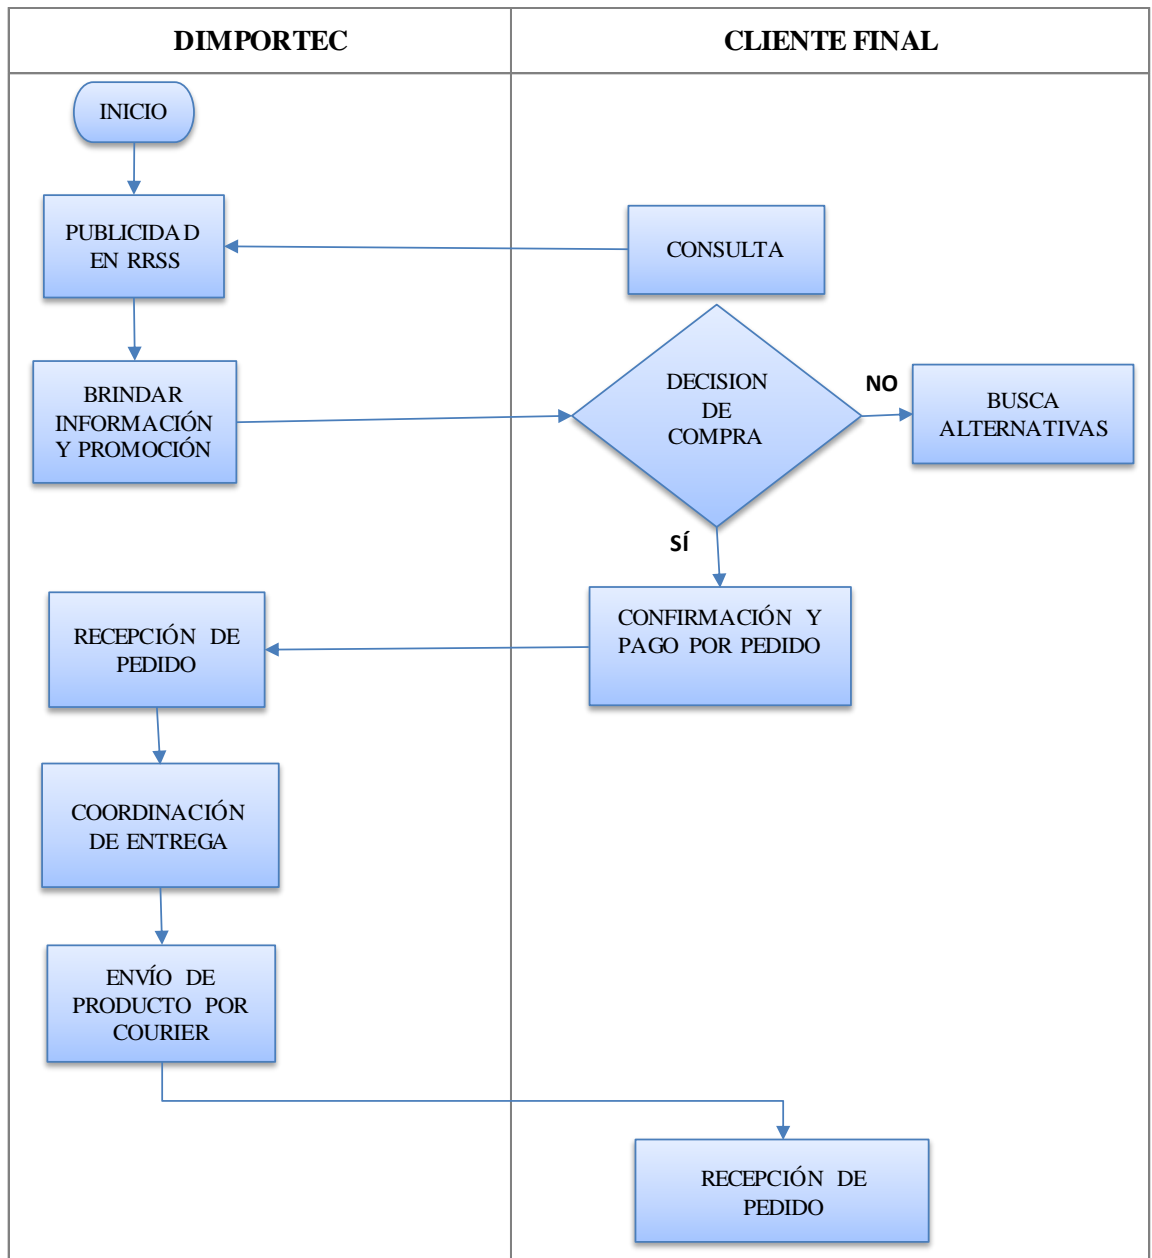 DIMPORTEC
CLIENTE FINAL
INICIO
PUBLICIDAD
EN RRSS
CONSULTA
BRINDAR
INFORMACIÓN
Y PROMOCIÓN
DECISION
DE
COMPRA
NO
BUSCA
ALTERNATIVAS
SÍ
CONFIRMACIÓN Y
PAGO POR PEDIDO
RECEPCIÓN DE
PEDIDO
COORDINACIÓN
DE ENTREGA
ENVÍO DE
PRODUCTO POR
COURIER
RECEPCIÓN DE
PEDIDO